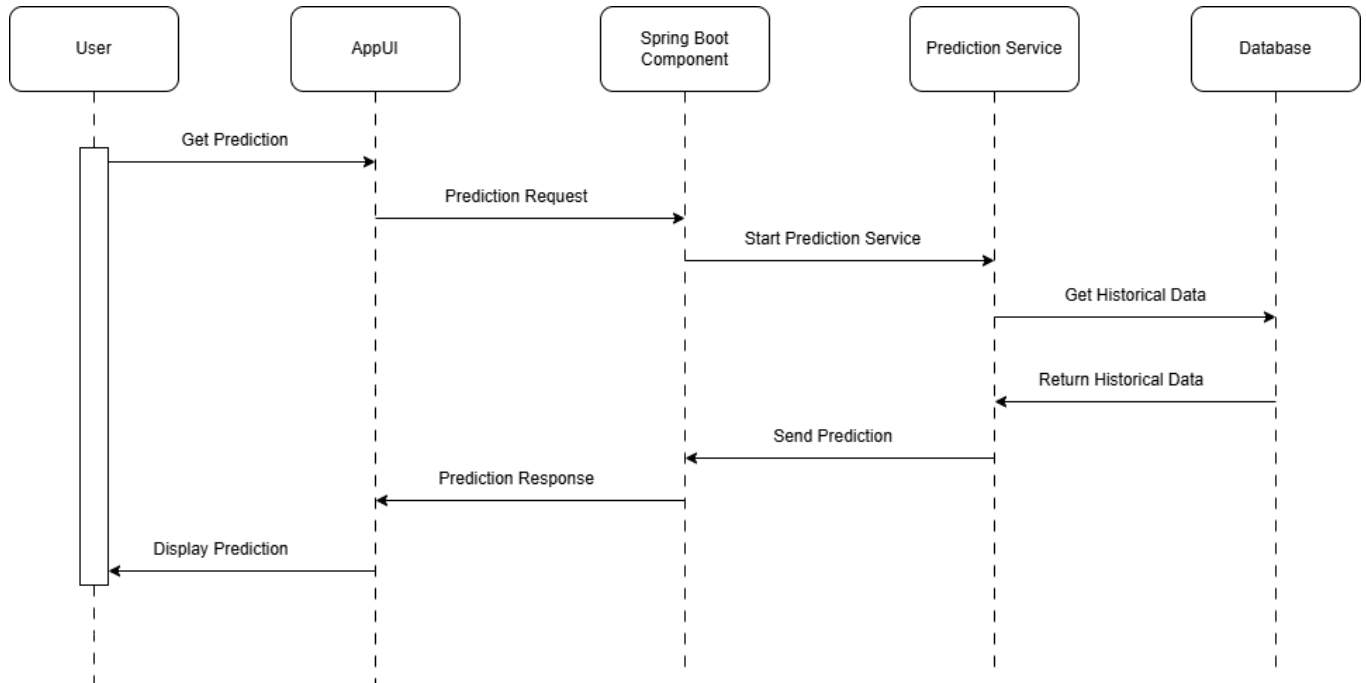 User
AppUI
Spring Boot
Component
Prediction Service
Database
Get Prediction
Prediction Request
Start Prediction Service
Get Historical Data
Return Historical Data
Send Prediction
Prediction Response
Display Prediction